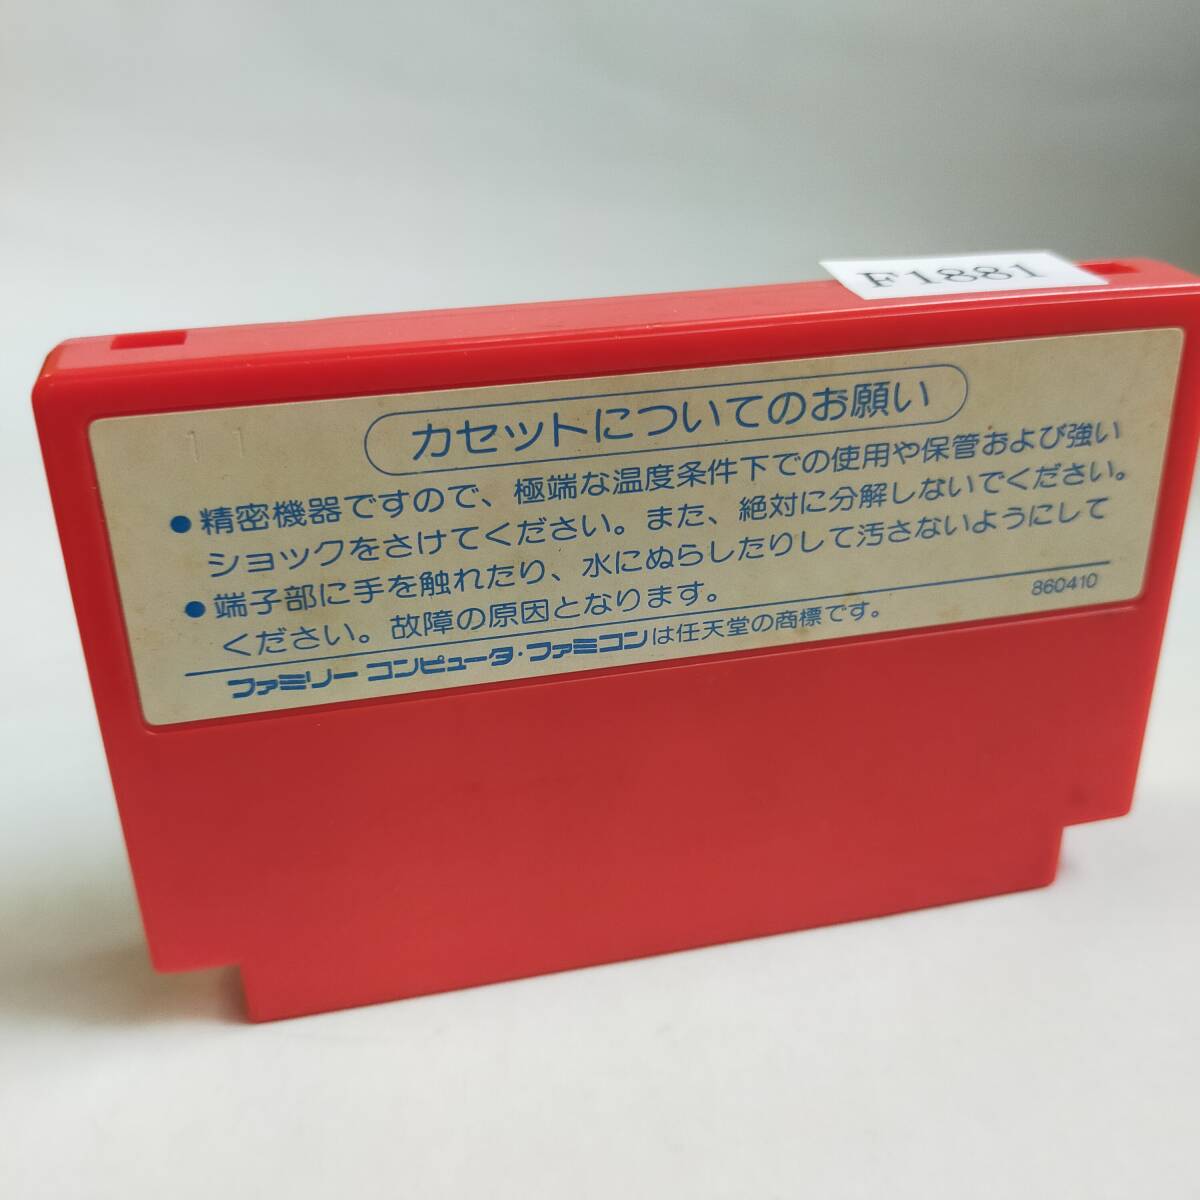 F1881
11
カセットについてのお願い
●精密機器ですので、極端な温度条件下での使用や保管および強い
ショックをさけてください。また、絶対に分解しないでください。
●端子部に手を触れたり、水にぬらしたりして汚さないようにして
ください。故障の原因となります。
860410
ファミリー コンピュータ・ファミコンは任天堂の商標です。